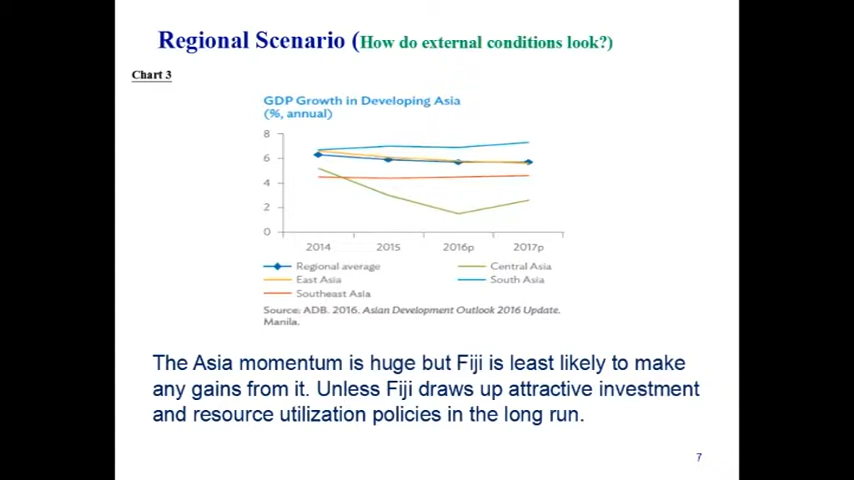 Regional Scenario (How do external conditions look?)
Chart 3
GDP Growth in Developing Asia
(%, annual)
8
6
4
2
0
2014 2015 2016p 2017p
Regional average Central Asia
East Asia South Asia
Southeast Asia
Source: ADB. 2016. Asian Development Outlook 2016 Update.
Manila.
The Asia momentum is huge but Fiji is least likely to make
any gains from it. Unless Fiji draws up attractive investment
and resource utilization policies in the long run.
7